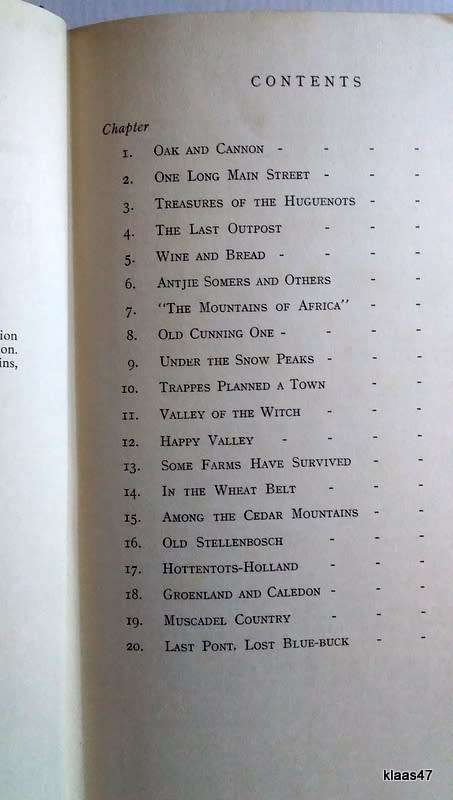 CONTENTS
Chapter
1. OAK AND CANNON - - - -
2. ONE LONG MAIN STREET - - -
3. TREASURES OF THE HUGUENOTS - -
4. THE LAST OUTPOST - - -
5. WINE AND BREAD - - - -
6. ANTJIE SOMERS AND OTHERS - -
7. "THE MOUNTAINS OF AFRICA" - -
8. OLD CUNNING ONE - - - -
9. UNDER THE SNOW PEAKS - - -
10. TRAPPES PLANNED A TOWN - -
11. VALLEY OF THE WITCH - - -
12. HAPPY VALLEY - - - -
13. SOME FARMS HAVE SURVIVED - -
14. IN THE WHEAT BELT - - -
15. AMONG THE CEDAR MOUNTAINS - -
16. OLD STELLENBOSCH - - -
17. HOTTENTOTS-HOLLAND - - -
18. GROENLAND AND CALEDON - - -
19. MUSCADEL COUNTRY - - -
20. LAST PONT, LOST BLUE-BUCK - -
ion
on.
ins,
klaas47